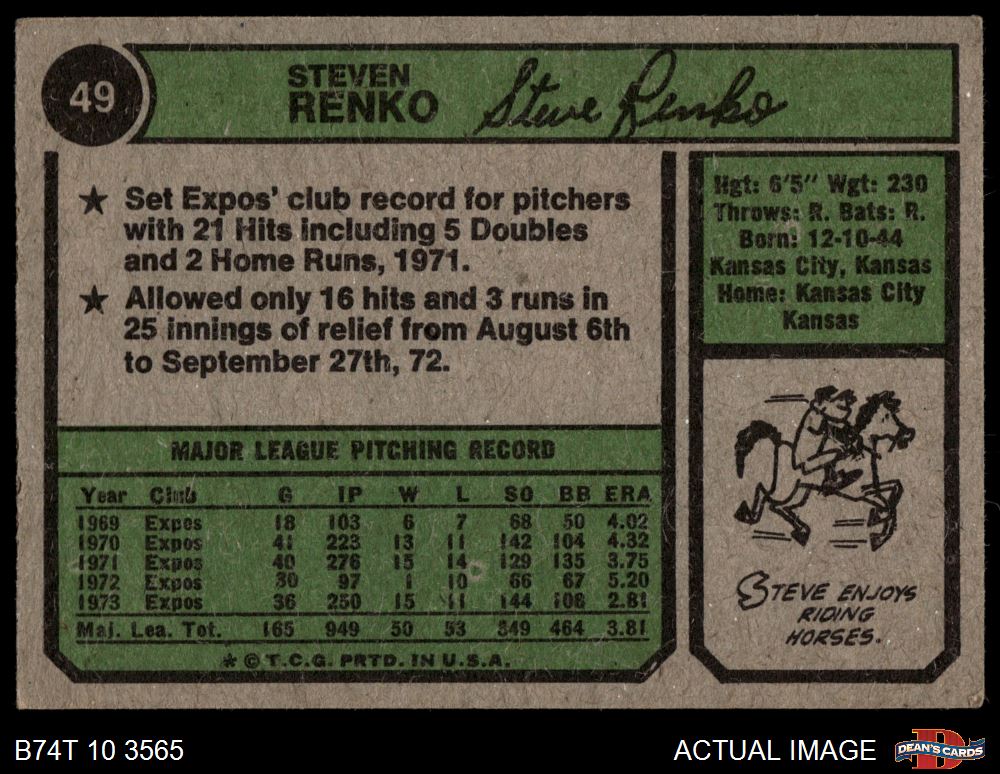 49
STEVEN
RENKO
Steve Renko
★ Set Expos' club record for pitchers
with 21 Hits including 5 Doubles
and 2 Home Runs, 1971.
★ Allowed only 16 hits and 3 runs in
25 innings of relief from August 6th
to September 27th, 72.
Hgt: 6'5" Wgt: 230
Throws: R. Bats: R.
Born: 12-10-44
Kansas City, Kansas
Home: Kansas City
Kansas
STEVE ENJOYS
RIDING
HORSES.
MAJOR LEAGUE PITCHING RECORD
Year Club G IP W L SO BB ERA
1969 Expos 18 103 6 7 68 50 4.02
1970 Expos 41 223 13 11 142 104 4.32
1971 Expos 40 276 15 14 129 135 3.75
1972 Expos 30 97 1 10 66 67 5.20
1973 Expos 36 250 15 11 144 108 2.81
Maj. Lea. Tot. 165 949 50 53 549 464 3.81
* © T.C.G. PRTD. IN U.S.A.
B74T 10 3565
ACTUAL IMAGE
D
DEAN'S CARDS